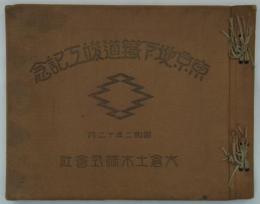 東京地下鐵道竣工記念
昭和二年十二月
大倉土木株式會社